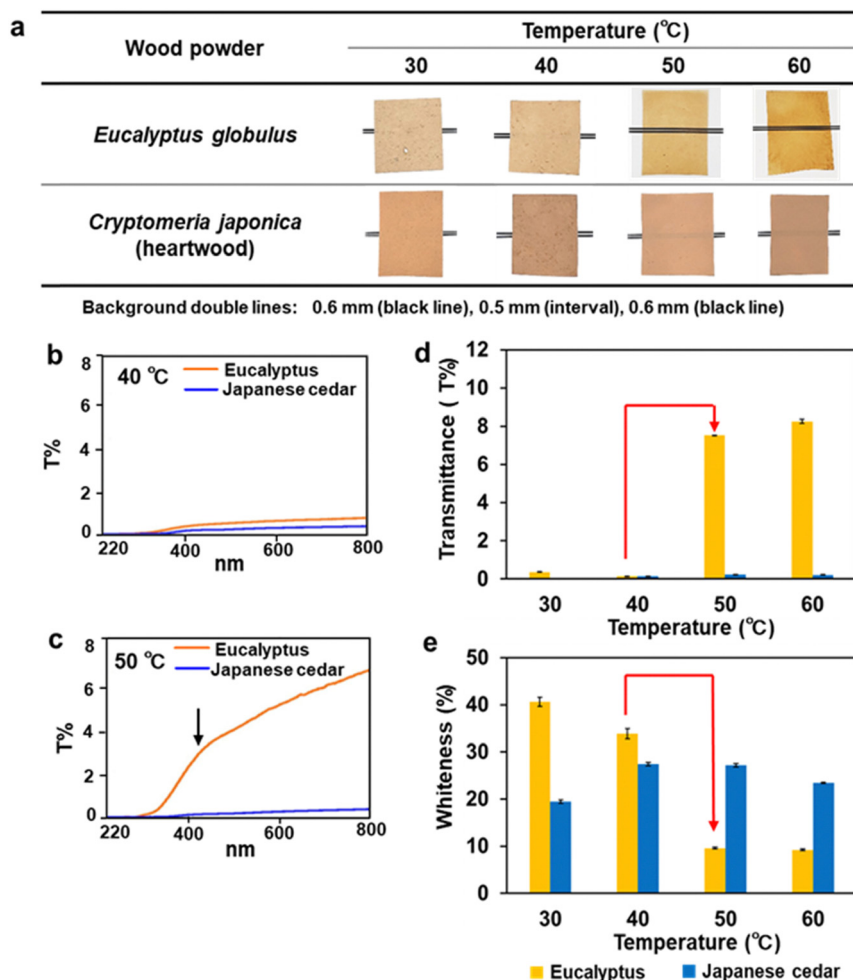 a
Wood powder
Temperature (°C)
30 40 50 60
Eucalyptus globulus
Cryptomeria japonica
(heartwood)
Background double lines: 0.6 mm (black line), 0.5 mm (interval), 0.6 mm (black line)
b
40 °C
Eucalyptus
Japanese cedar
T%
8
6
4
2
0
220 400 600 800
nm
c
50 °C
Eucalyptus
Japanese cedar
T%
8
6
4
2
0
220 400 600 800
nm
d
Transmittance ( T%)
12
10
8
6
4
2
0
30 40 50 60
Temperature (°C)
e
Whiteness (%)
50
40
30
20
10
0
30 40 50 60
Temperature (°C)
Eucalyptus Japanese cedar